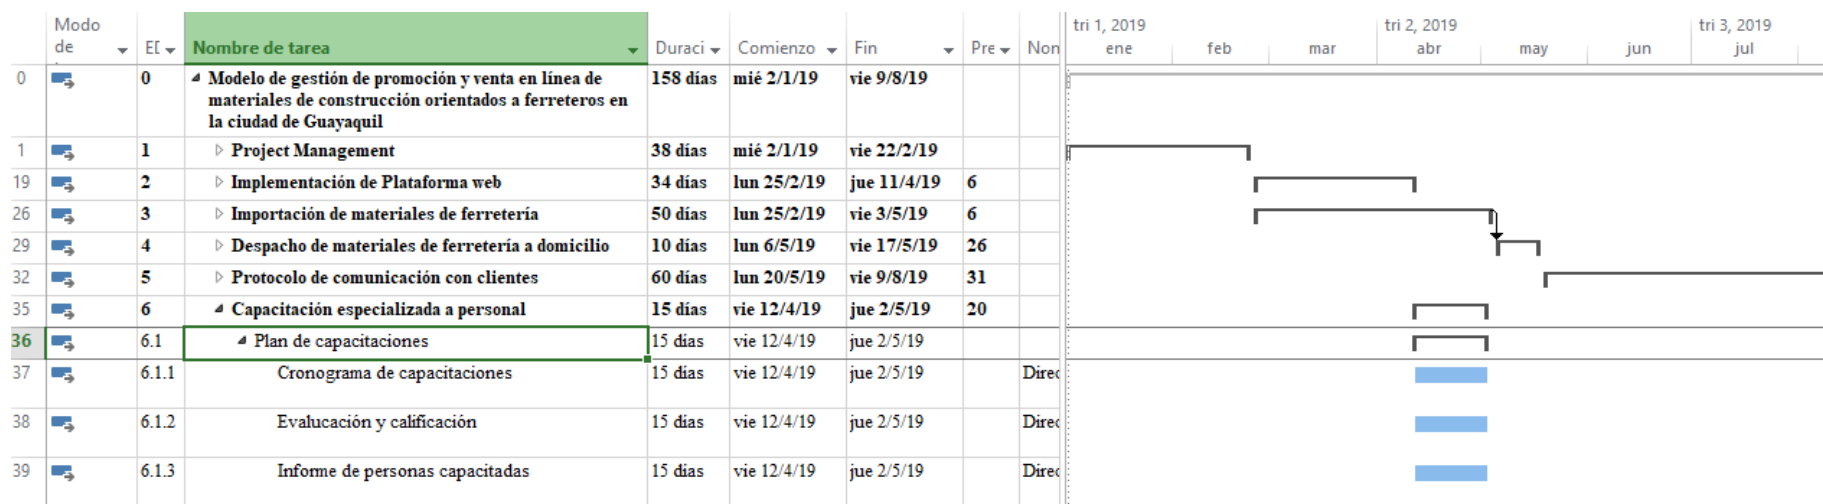 Modo de
EL
Nombre de tarea
Duraci
Comienzo
Fin
Pre
Non
tri 1, 2019
tri 2, 2019
tri 3, 2019
ene feb mar abr may jun jul
0 0 Modelo de gestión de promoción y venta en línea de 158 días mié 2/1/19 vie 9/8/19
materiales de construcción orientados a ferreteros en
la ciudad de Guayaquil
1 1 Project Management 38 días mié 2/1/19 vie 22/2/19
19 2 Implementación de Plataforma web 34 días lun 25/2/19 jue 11/4/19 6
26 3 Importación de materiales de ferretería 50 días lun 25/2/19 vie 3/5/19 6
29 4 Despacho de materiales de ferretería a domicilio 10 días lun 6/5/19 vie 17/5/19 26
32 5 Protocolo de comunicación con clientes 60 días lun 20/5/19 vie 9/8/19 31
35 6 Capacitación especializada a personal 15 días vie 12/4/19 jue 2/5/19 20
36 6.1 Plan de capacitaciones 15 días vie 12/4/19 jue 2/5/19
37 6.1.1 Cronograma de capacitaciones 15 días vie 12/4/19 jue 2/5/19 Direc
38 6.1.2 Evalucación y calificación 15 días vie 12/4/19 jue 2/5/19 Direc
39 6.1.3 Informe de personas capacitadas 15 días vie 12/4/19 jue 2/5/19 Direc